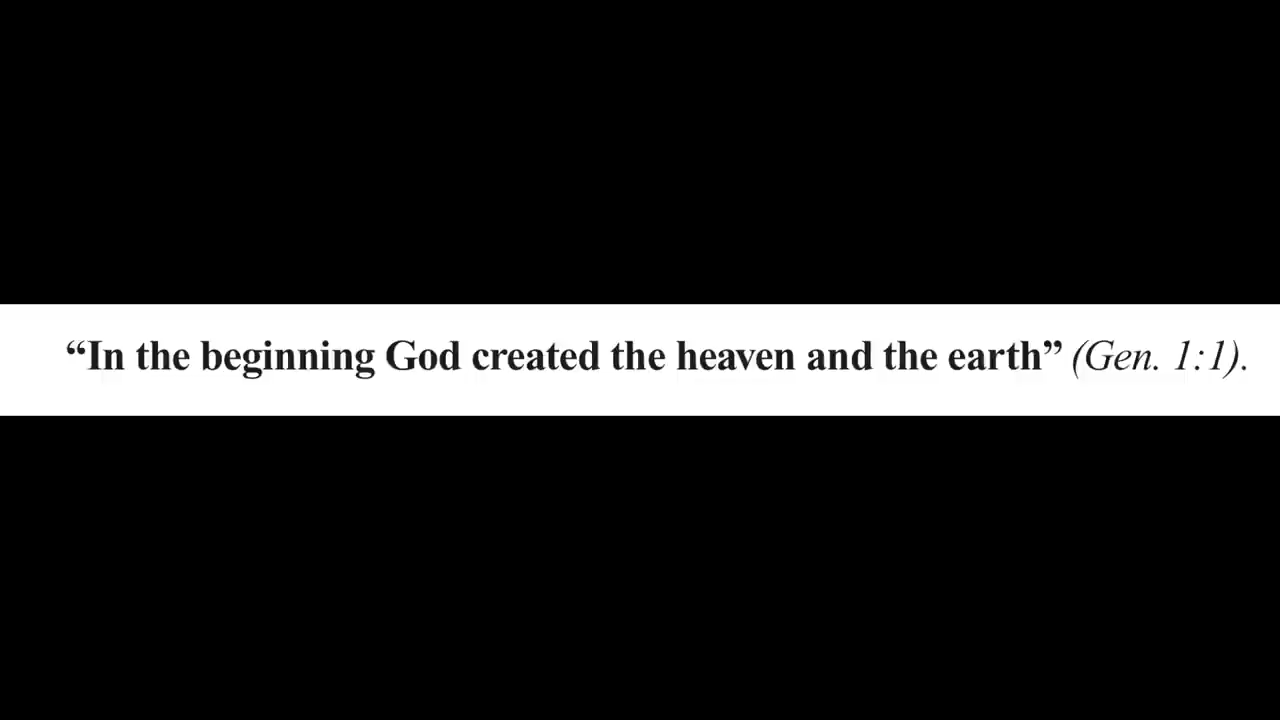 “In the beginning God created the heaven and the earth” (Gen. 1:1).